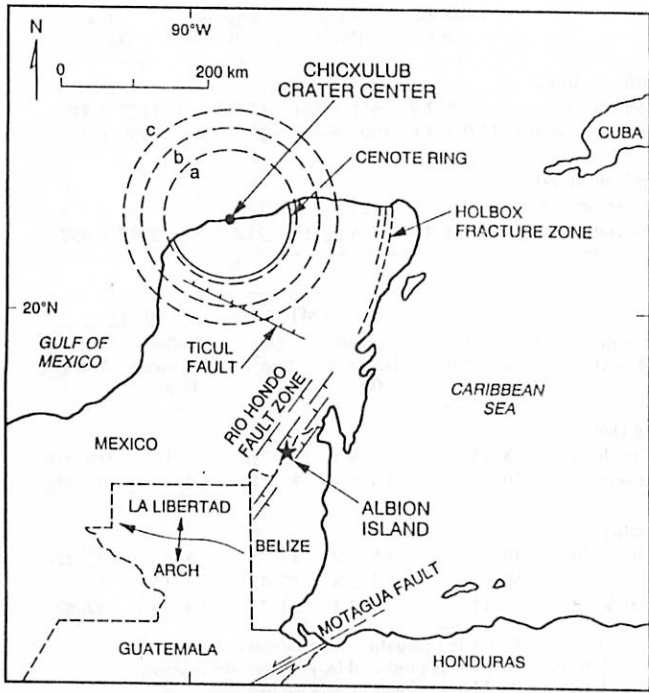 N
90°W
0
200 km
CHICXULUB
CRATER CENTER
c
b
a
CUBA
CENOTE RING
HOLBOX
FRACTURE ZONE
20°N
GULF OF
MEXICO
TICUL
FAULT
RIO HONDO
FAULT ZONE
CARIBBEAN
SEA
MEXICO
LA LIBERTAD
ARCH
BELIZE
ALBION
ISLAND
MOTAGUA FAULT
GUATEMALA
HONDURAS